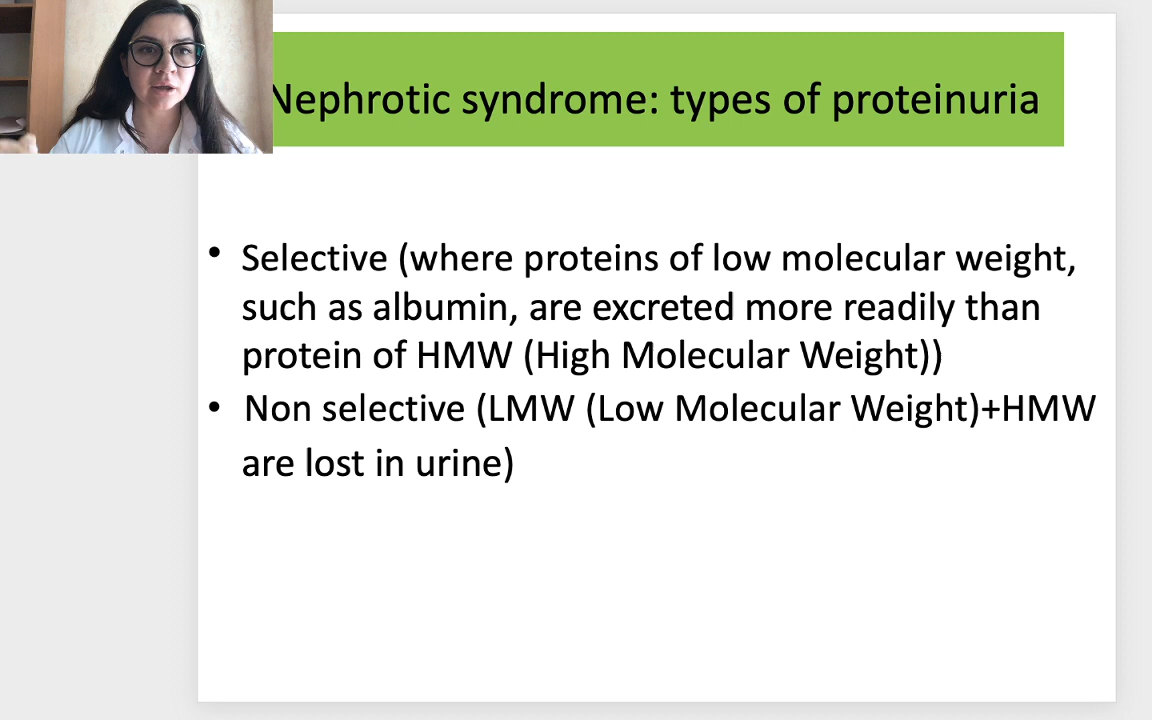 Nephrotic syndrome: types of proteinuria
• Selective (where proteins of low molecular weight,
such as albumin, are excreted more readily than
protein of HMW (High Molecular Weight))
• Non selective (LMW (Low Molecular Weight)+HMW
are lost in urine)